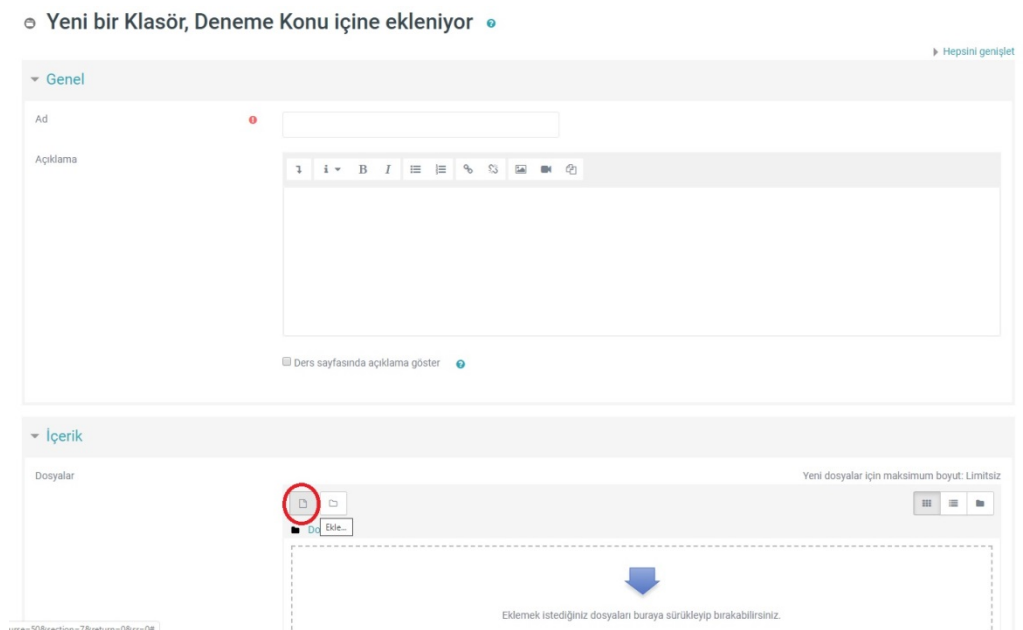 Yeni bir Klasör, Deneme Konu içine ekleniyor
Hepsini genişlet
Genel
Ad
Açıklama
B I
Ders sayfasında açıklama göster
İçerik
Dosyalar
Yeni dosyalar için maksimum boyut: Limitsiz
Ekle...
Eklemek istediğiniz dosyaları buraya sürükleyip bırakabilirsiniz.